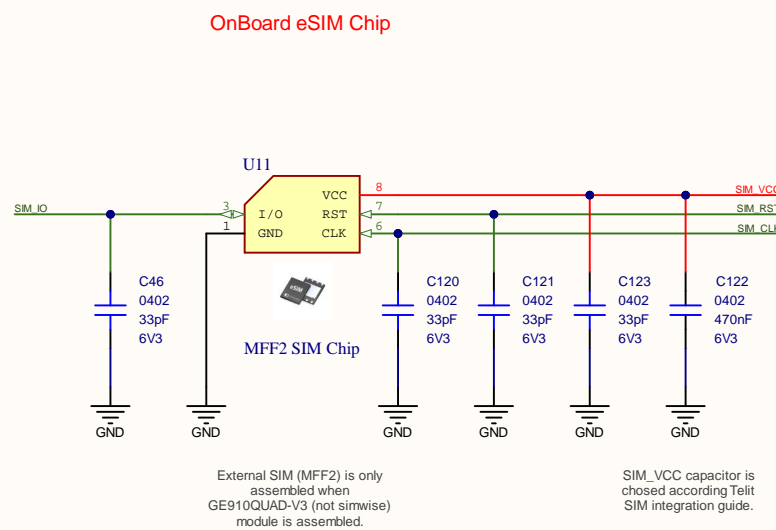 OnBoard eSIM Chip
U11
SIM_IO
3
I/O
1
GND
VCC
8
SIM_VCC
RST
7
SIM_RST
CLK
6
SIM_CLK
eSIM
MFF2 SIM Chip
C46
0402
33pF
6V3
C120
0402
33pF
6V3
C121
0402
33pF
6V3
C123
0402
33pF
6V3
C122
0402
470nF
6V3
GND
GND
GND
GND
GND
GND
External SIM (MFF2) is only
assembled when
GE910QUAD-V3 (not simwise)
module is assembled.
SIM_VCC capacitor is
chosed according Telit
SIM integration guide.